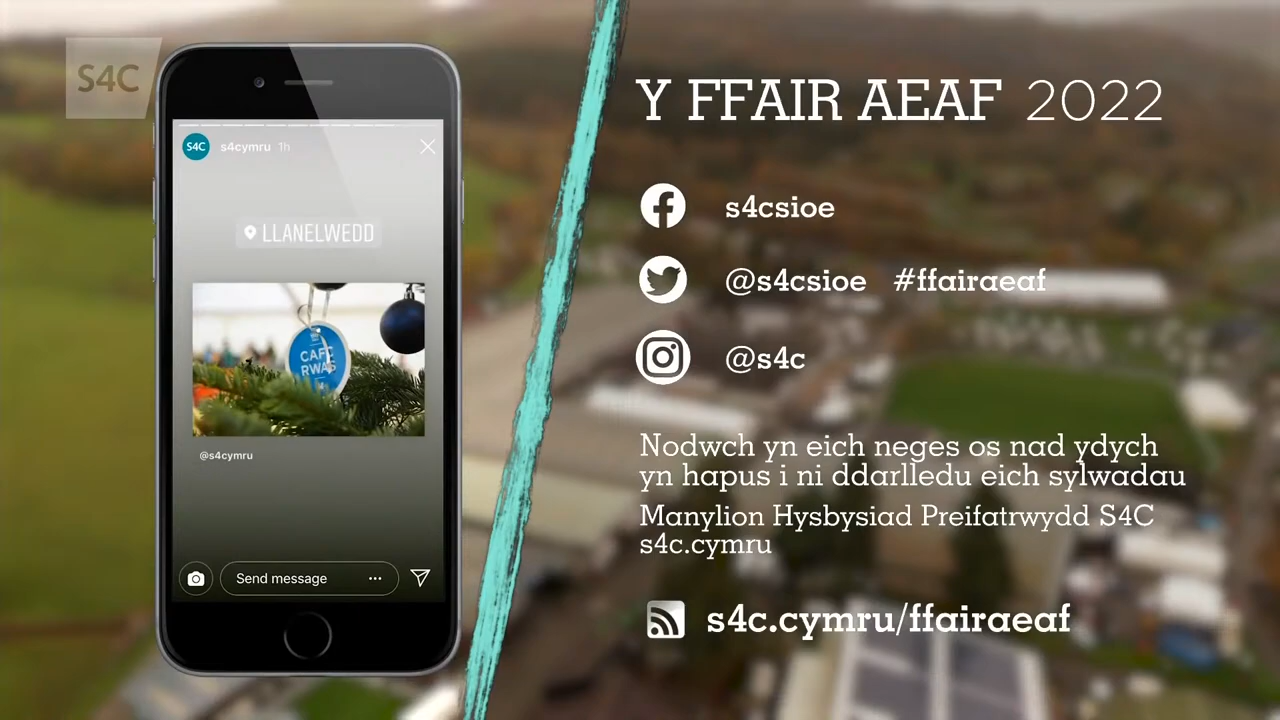 S4C
S4C s4cymru 1h
LLANELWEDD
CAFE
RWAS
@s4cymru
Send message
Y FFAIR AEAF 2022
s4csioe
@s4csioe #ffairaeaf
@s4c
Nodwch yn eich neges os nad ydych
yn hapus i ni ddarlledu eich sylwadau
Manylion Hysbysiad Preifatrwydd S4C
s4c.cymru
s4c.cymru/ffairaeaf